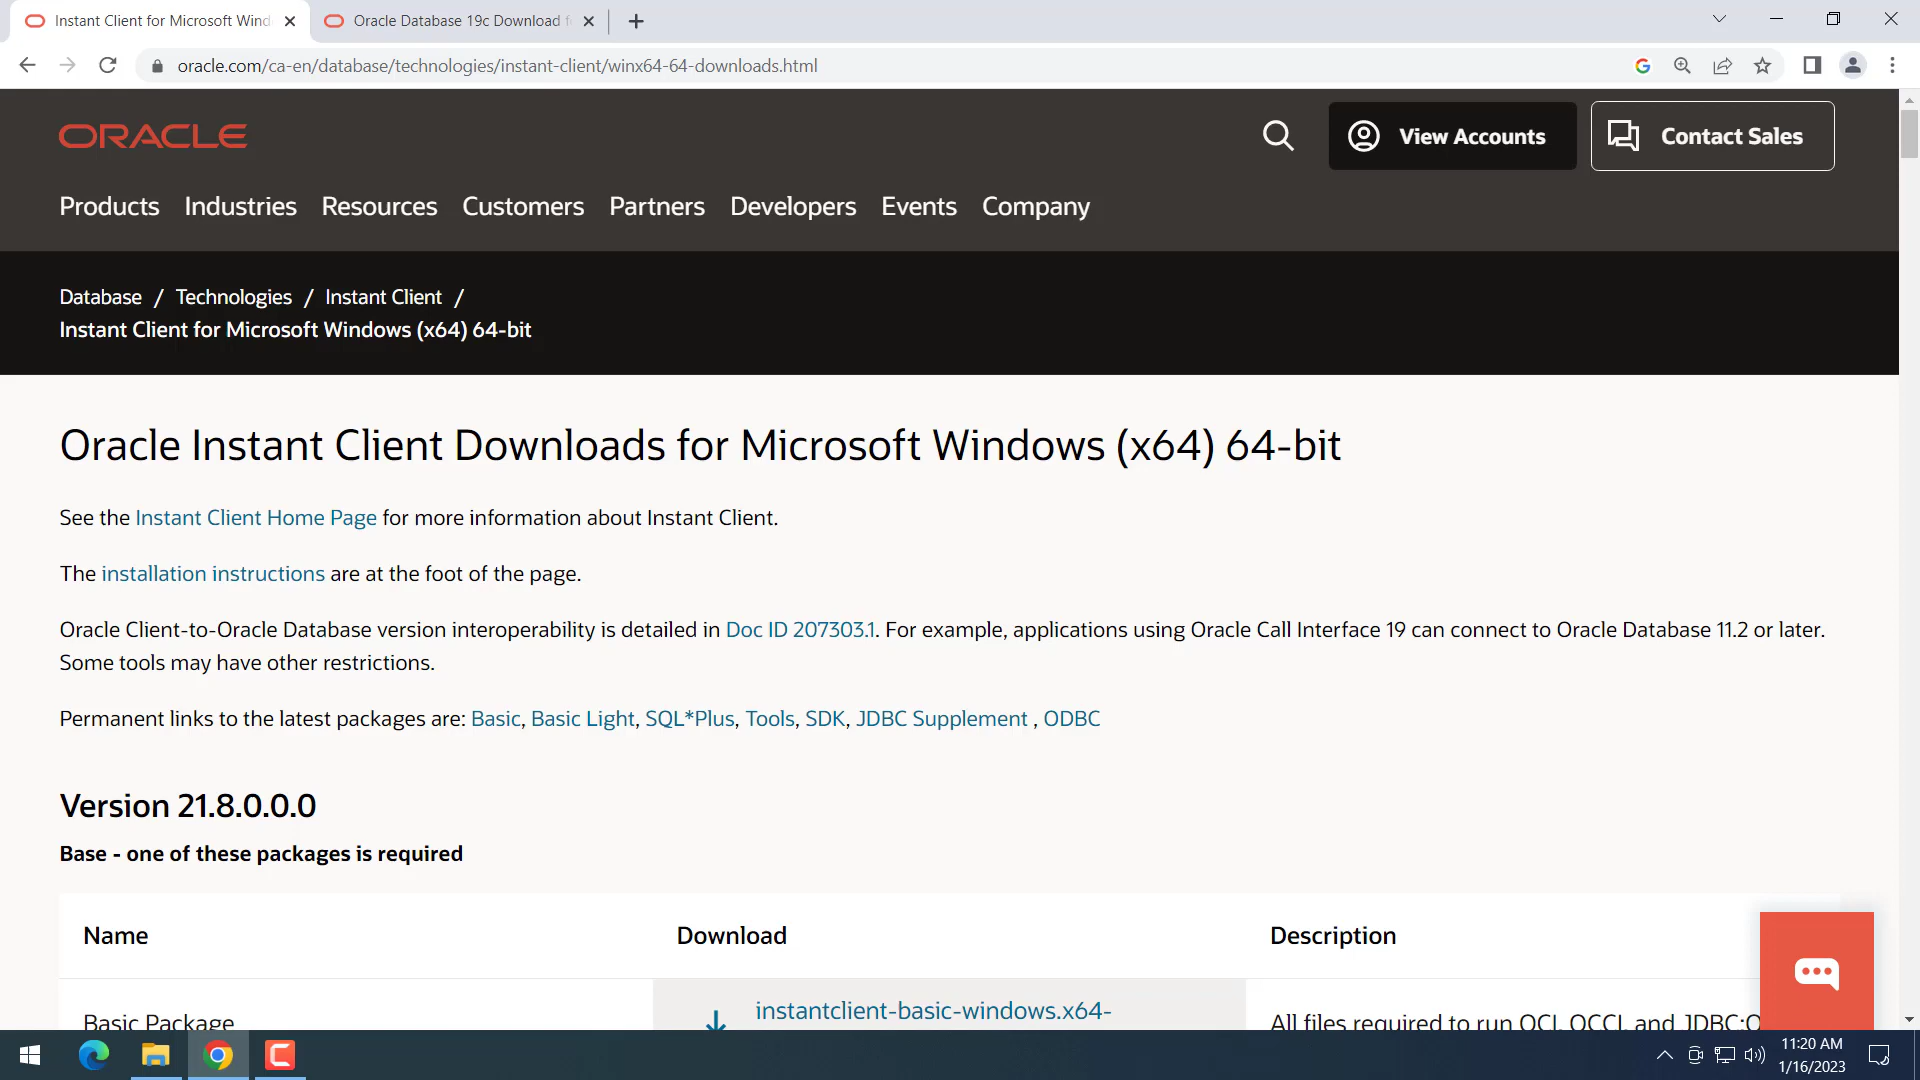 Instant Client for Microsoft Wind
Oracle Database 19c Download f
oracle.com/ca-en/database/technologies/instant-client/winx64-64-downloads.html
ORACLE
View Accounts
Contact Sales
Products Industries Resources Customers Partners Developers Events Company
Database / Technologies / Instant Client /
Instant Client for Microsoft Windows (x64) 64-bit
Oracle Instant Client Downloads for Microsoft Windows (x64) 64-bit
See the Instant Client Home Page for more information about Instant Client.
The installation instructions are at the foot of the page.
Oracle Client-to-Oracle Database version interoperability is detailed in Doc ID 207303.1. For example, applications using Oracle Call Interface 19 can connect to Oracle Database 11.2 or later.
Some tools may have other restrictions.
Permanent links to the latest packages are: Basic, Basic Light, SQL*Plus, Tools, SDK, JDBC Supplement , ODBC
Version 21.8.0.0.0
Base - one of these packages is required
Name Download Description
instantclient-basic-windows.x64-
Basic Package All files required to run OCI, OCCI, and JDBC-O
11:20 AM
1/16/2023